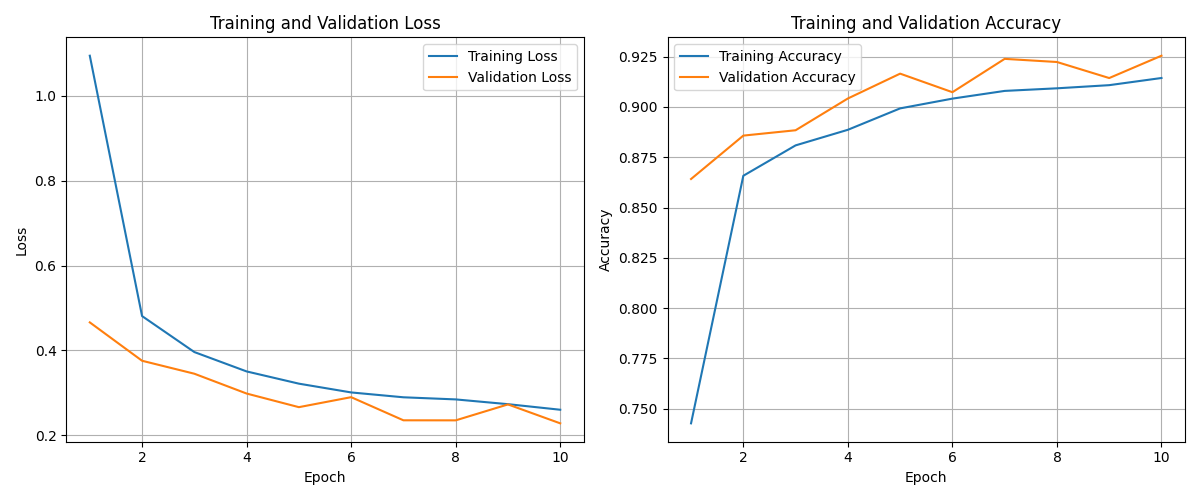 Training and Validation Loss
Training Loss
Validation Loss
1.0
0.8
0.6
0.4
0.2
Loss
2 4 6 8 10
Epoch
Training and Validation Accuracy
Training Accuracy
Validation Accuracy
0.925
0.900
0.875
0.850
0.825
0.800
0.775
0.750
Accuracy
2 4 6 8 10
Epoch